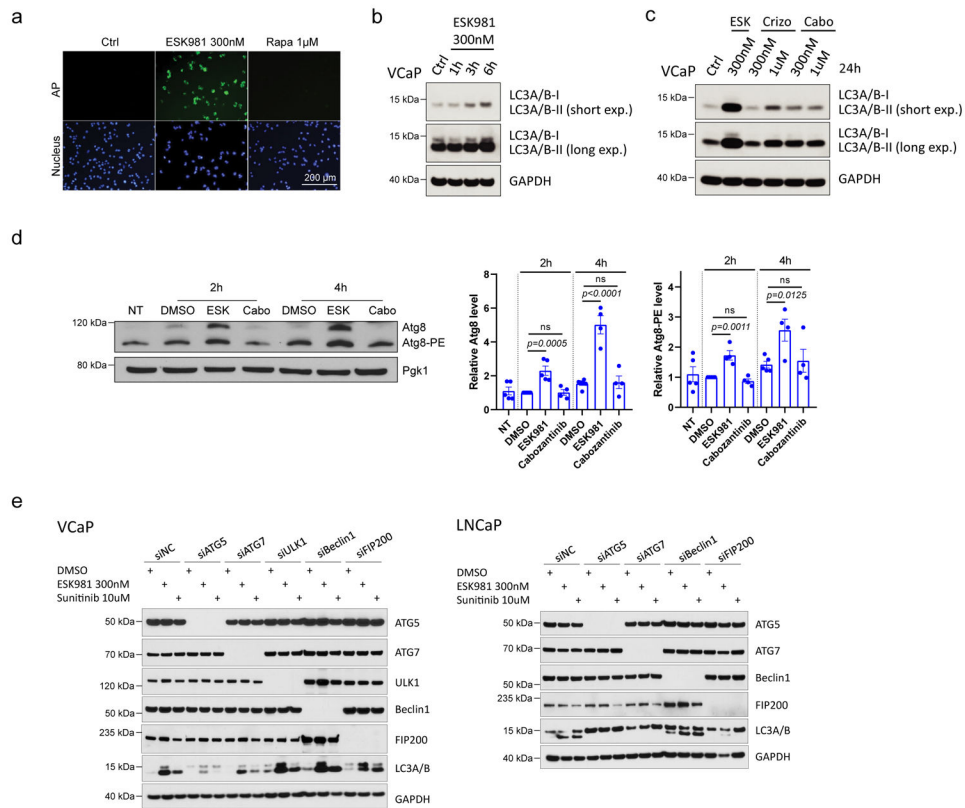 a
Ctrl
ESK981 300nM
Rapa 1µM
AP
Nucleus
200 µm
b
ESK981
300nM
VCaP
Ctrl
1h
3h
6h
15 kDa
LC3A/B-I
LC3A/B-II (short exp.)
15 kDa
LC3A/B-I
LC3A/B-II (long exp.)
40 kDa
GAPDH
c
ESK Crizo Cabo
VCaP
Ctrl
300nM
300nM
1uM
300nM
1uM
24h
15 kDa
LC3A/B-I
LC3A/B-II (short exp.)
15 kDa
LC3A/B-I
LC3A/B-II (long exp.)
40 kDa
GAPDH
d
2h 4h
NT DMSO ESK Cabo DMSO ESK Cabo
120 kDa
Atg8
Atg8-PE
80 kDa
Pgk1
2h 4h
ns
ns
p<0.0001
p=0.0005
Relative Atg8 level
8
6
4
2
0
NT
DMSO
ESK981
Cabozantinib
DMSO
ESK981
Cabozantinib
2h 4h
ns
ns
p=0.0125
p=0.0011
Relative Atg8-PE level
4
3
2
1
0
NT
DMSO
ESK981
Cabozantinib
DMSO
ESK981
Cabozantinib
e
VCaP
siNC siATG5 siATG7 siULK1 siBeclin1 siFIP200
DMSO + + + + + +
ESK981 300nM + + + + + +
Sunitinib 10uM + + + + + +
50 kDa ATG5
70 kDa ATG7
120 kDa ULK1
50 kDa Beclin1
235 kDa FIP200
15 kDa LC3A/B
40 kDa GAPDH
LNCaP
siNC siATG5 siATG7 siBeclin1 siFIP200
DMSO + + + + +
ESK981 300nM + + + + +
Sunitinib 10uM + + + + +
50 kDa ATG5
70 kDa ATG7
50 kDa Beclin1
235 kDa FIP200
15 kDa LC3A/B
40 kDa GAPDH